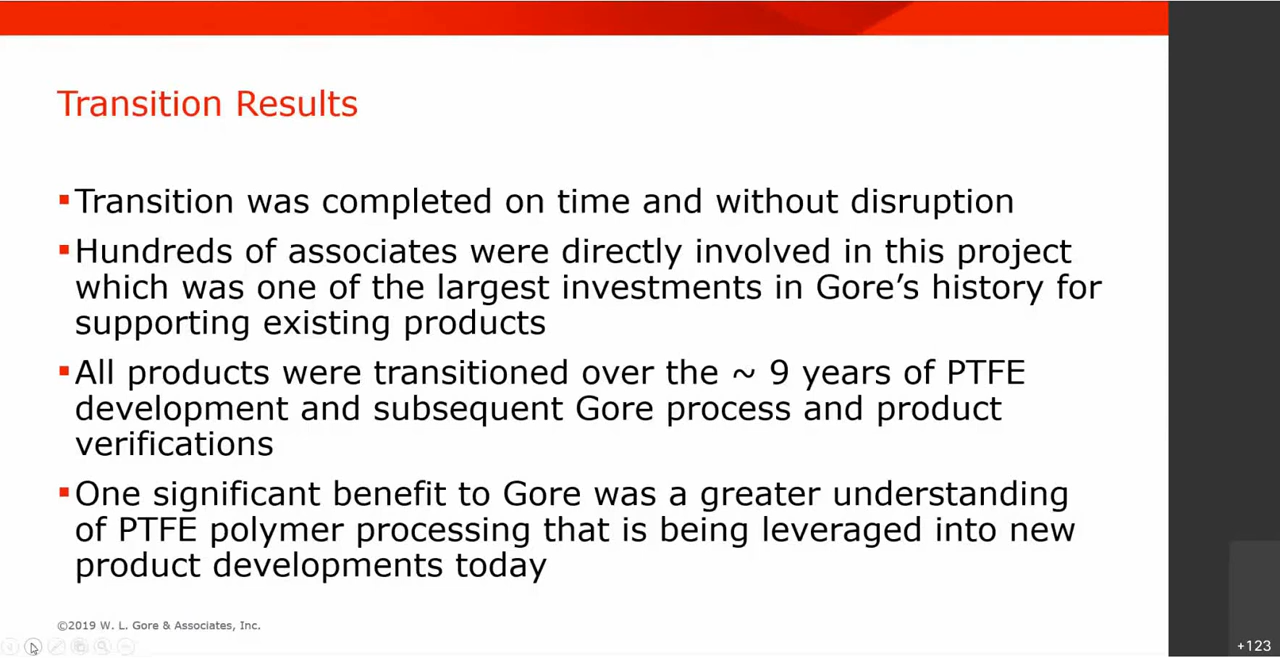 Transition Results
▪Transition was completed on time and without disruption
▪Hundreds of associates were directly involved in this project
which was one of the largest investments in Gore’s history for
supporting existing products
▪All products were transitioned over the ~ 9 years of PTFE
development and subsequent Gore process and product
verifications
▪One significant benefit to Gore was a greater understanding
of PTFE polymer processing that is being leveraged into new
product developments today
©2019 W. L. Gore & Associates, Inc.
+123